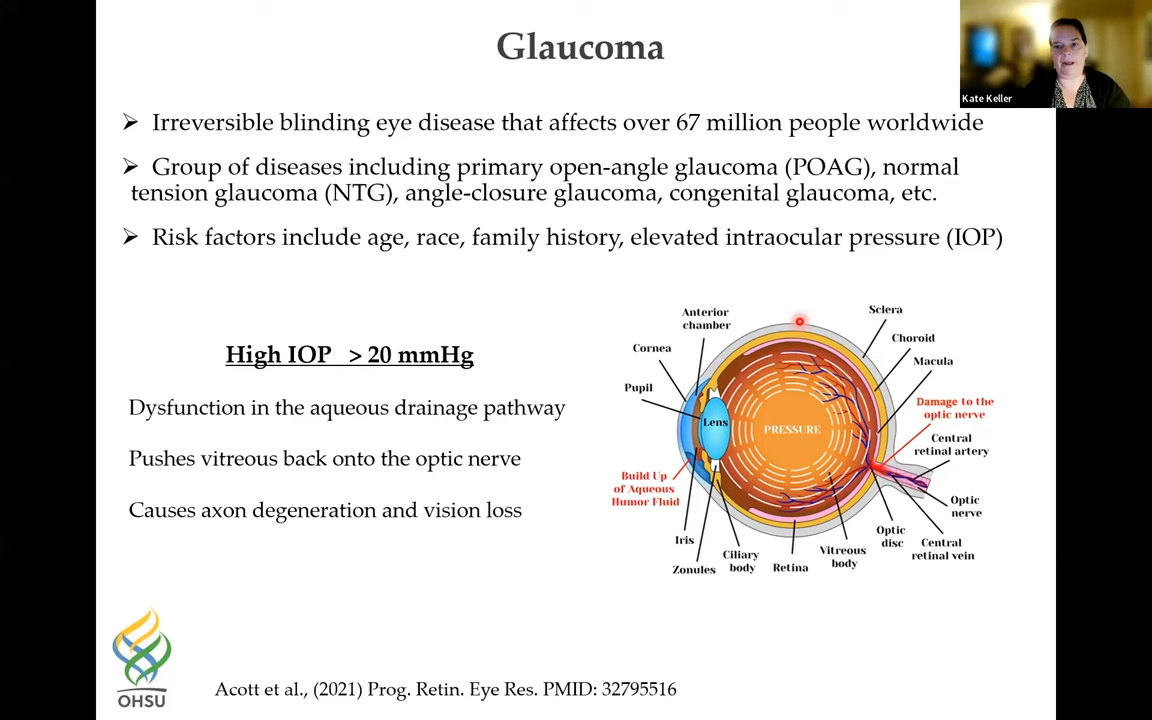 Glaucoma
Kate Keller
➢ Irreversible blinding eye disease that affects over 67 million people worldwide
➢ Group of diseases including primary open-angle glaucoma (POAG), normal
tension glaucoma (NTG), angle-closure glaucoma, congenital glaucoma, etc.
➢ Risk factors include age, race, family history, elevated intraocular pressure (IOP)
High IOP > 20 mmHg
Dysfunction in the aqueous drainage pathway
Pushes vitreous back onto the optic nerve
Causes axon degeneration and vision loss
Anterior
chamber
Cornea
Pupil
Lens
PRESSURE
Sclera
Choroid
Macula
Damage to the
optic nerve
Central
retinal artery
Build Up
of Aqueous
Humor Fluid
Optic
nerve
Iris
Zonules
Ciliary
body
Retina
Vitreous
body
Optic
disc
Central
retinal vein
OHSU
Acott et al., (2021) Prog. Retin. Eye Res. PMID: 32795516